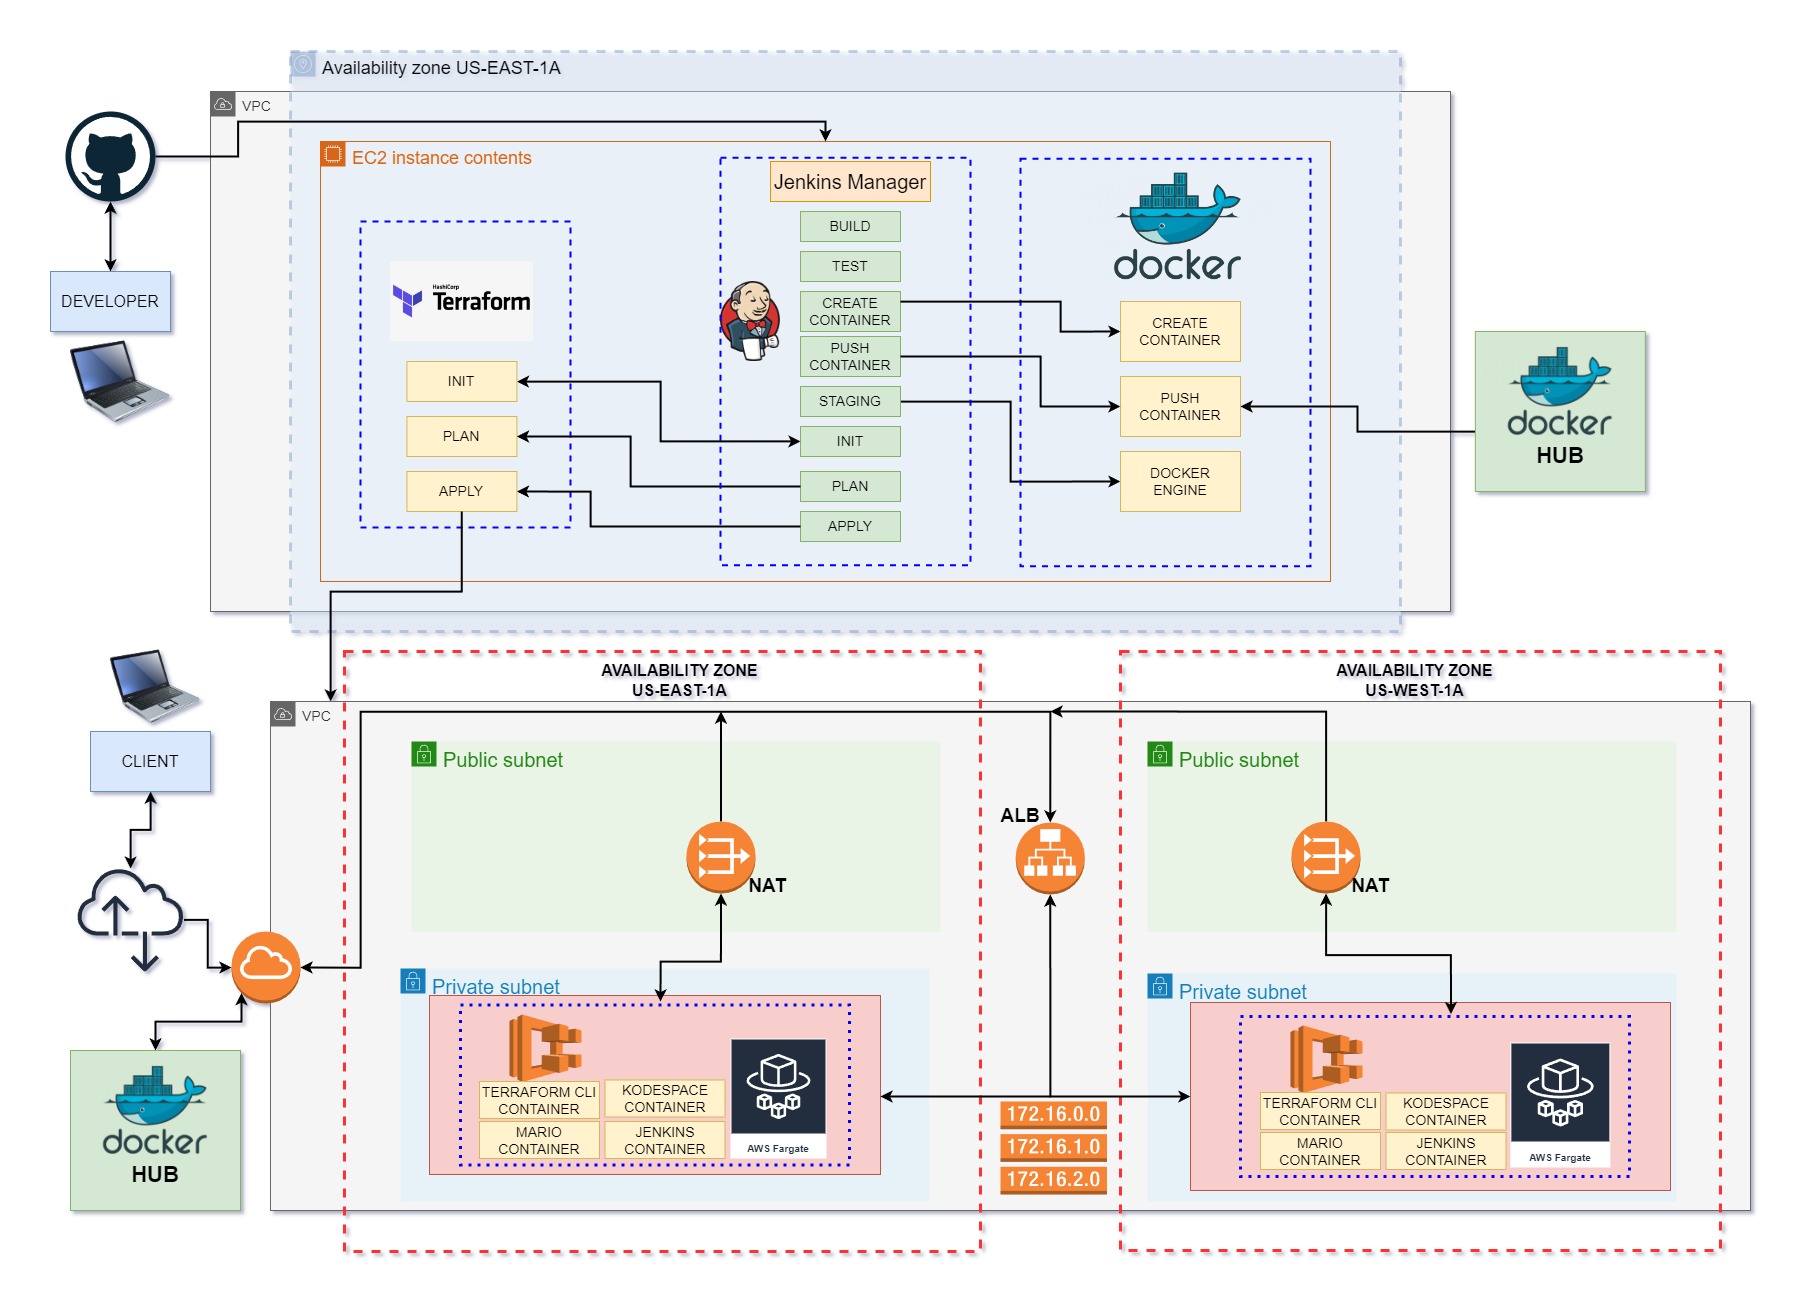 Availability zone US-EAST-1A
VPC
EC2 instance contents
Jenkins Manager
BUILD
TEST
CREATE
CONTAINER
PUSH
CONTAINER
STAGING
INIT
PLAN
APPLY
HashiCorp
Terraform
INIT
PLAN
APPLY
docker
CREATE
CONTAINER
PUSH
CONTAINER
DOCKER
ENGINE
DEVELOPER
docker
HUB
AVAILABILITY ZONE
US-EAST-1A
AVAILABILITY ZONE
US-WEST-1A
VPC
CLIENT
Public subnet
NAT
ALB
Public subnet
NAT
Private subnet
TERRAFORM CLI
CONTAINER
KODESPACE
CONTAINER
MARIO
CONTAINER
JENKINS
CONTAINER
AWS Fargate
172.16.0.0
172.16.1.0
172.16.2.0
Private subnet
TERRAFORM CLI
CONTAINER
KODESPACE
CONTAINER
MARIO
CONTAINER
JENKINS
CONTAINER
AWS Fargate
docker
HUB